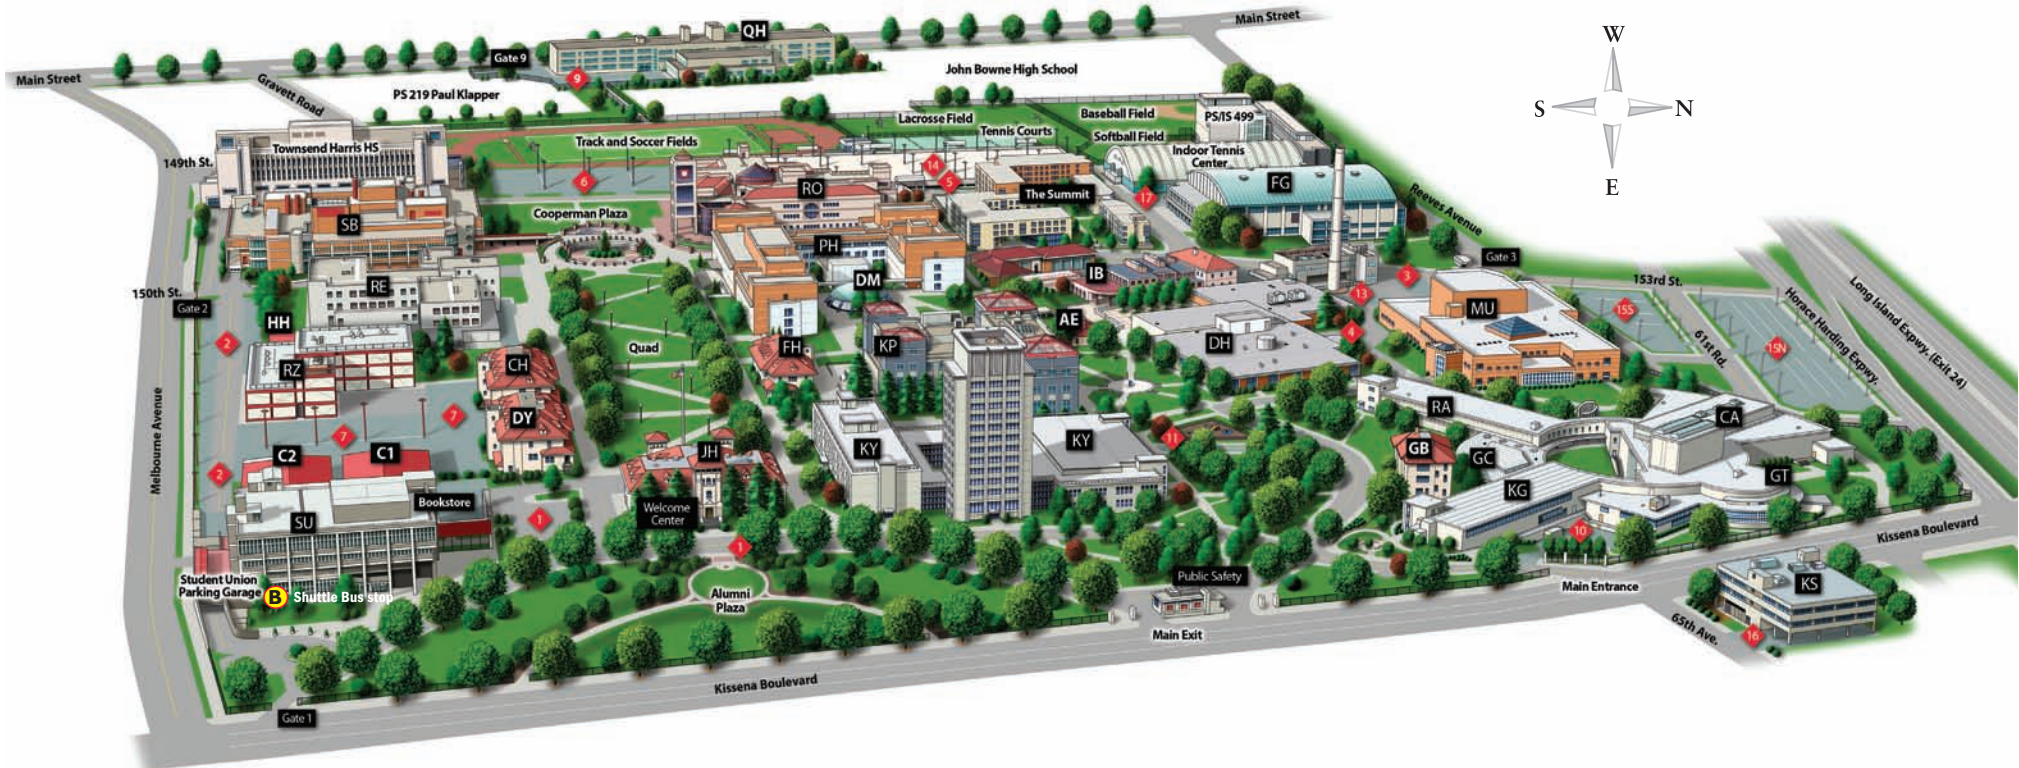 Main Street
QH
W
Gate 9
Main Street
S
N
E
9
John Bowne High School
Gravett Road
PS 219 Paul Klapper
Lacrosse Field
Baseball Field
PS/IS 499
Tennis Courts
Softball Field
Track and Soccer Fields
Townsend Harris HS
149th St.
Indoor Tennis
Center
14
5
6
RO
The Summit
17
FG
Reeves Avenue
Cooperman Plaza
SB
PH
Gate 3
IB
DM
3
153rd St.
Long Island Expwy. (Exit 24)
Horace Harding Expwy.
150th St.
RE
Gate 2
HH
13
MU
15S
AE
4
61st Rd.
15N
2
Quad
FH
KP
DH
RZ
CH
Melbourne Avenue
DY
7
7
RA
CA
11
JH
KY
KY
GB
GC
C2
C1
2
GT
KG
Bookstore
Welcome
Center
SU
1
1
10
Kissena Boulevard
Student Union
Parking Garage
B
Shuttle Bus stop
Public Safety
Alumni
Plaza
Main Entrance
KS
65th Ave.
16
Main Exit
Kissena Boulevard
Gate 1